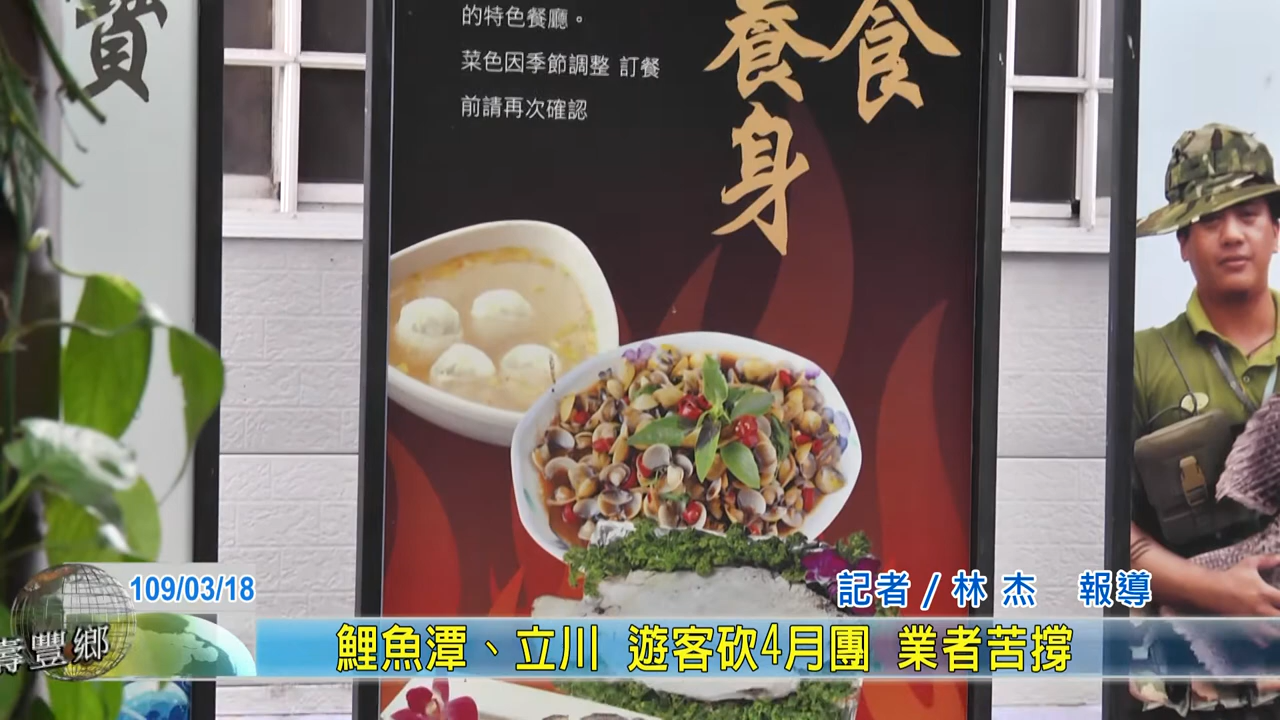 寶
的特色餐廳。
菜色因季節調整 訂餐
前請再次確認
食
養身
109/03/18
記者／林 杰 報導
壽豐鄉
鯉魚潭、立川 遊客砍4月團 業者苦撐